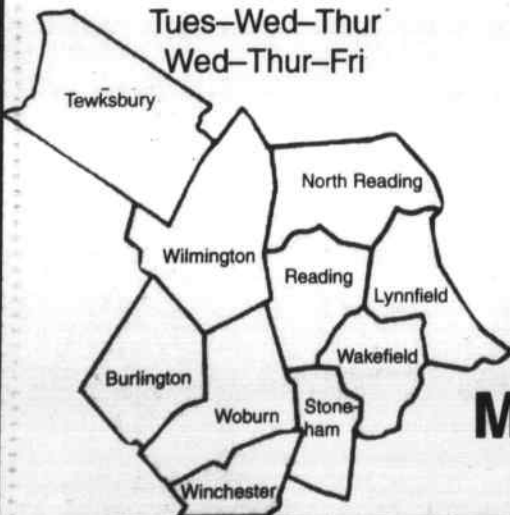 Tues–Wed–Thur
Wed–Thur–Fri
Tewksbury
North Reading
Wilmington
Reading
Lynnfield
Wakefield
Burlington
Stone-
ham
Woburn
M
Winchester